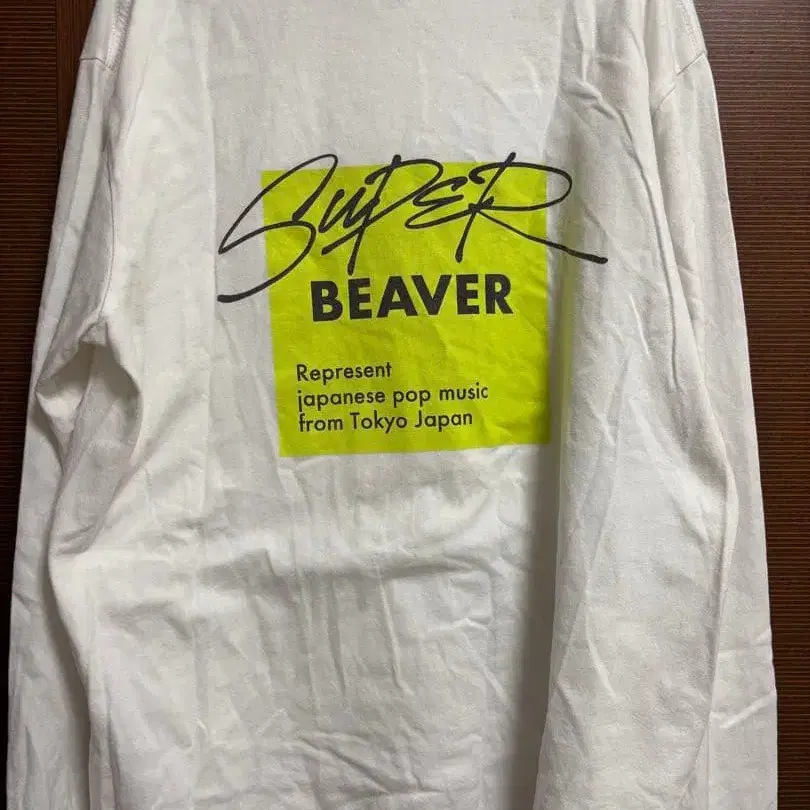 SUPER
BEAVER
Represent
japanese pop music
from Tokyo Japan